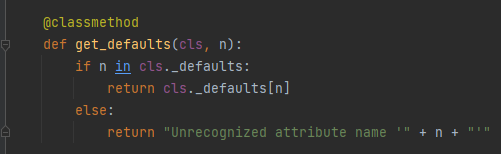 @classmethod
def get_defaults(cls, n):
    if n in cls._defaults:
        return cls._defaults[n]
    else:
        return "Unrecognized attribute name '" + n + "'"